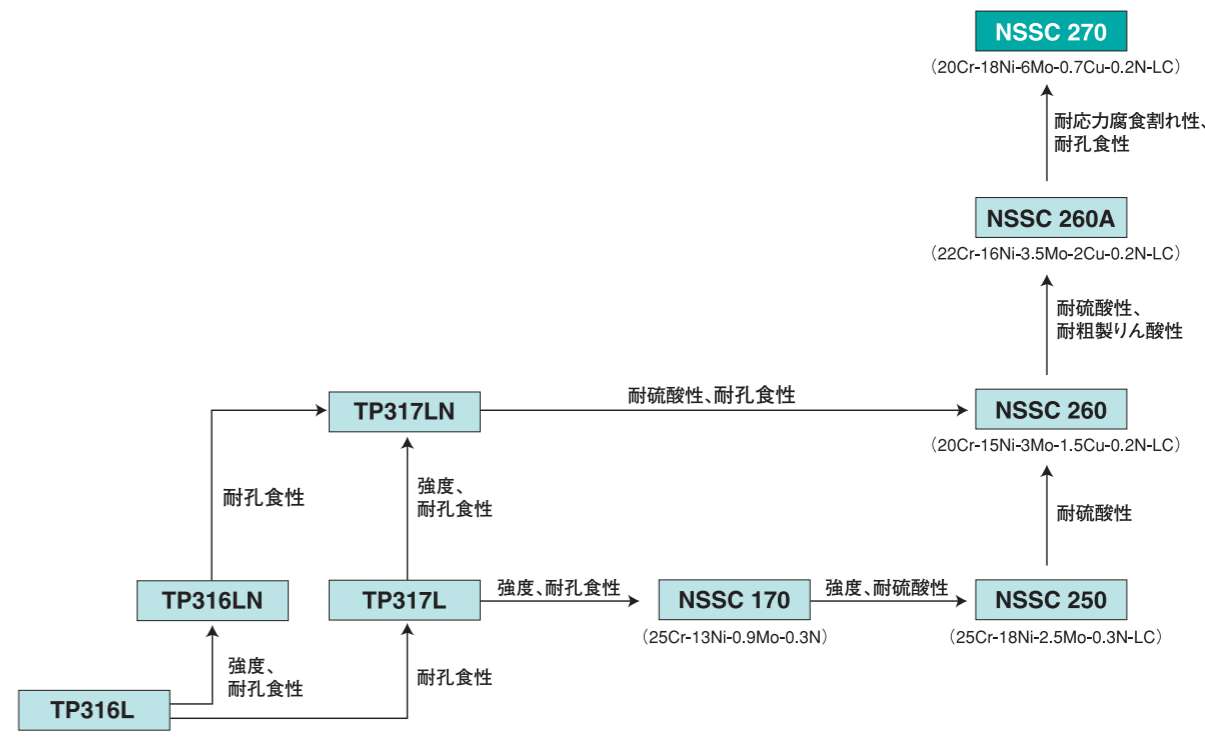 NSSC 270
（20Cr-18Ni-6Mo-0.7Cu-0.2N-LC）
耐応力腐食割れ性、
耐孔食性
NSSC 260A
（22Cr-16Ni-3.5Mo-2Cu-0.2N-LC）
耐硫酸性、
耐粗製りん酸性
TP317LN
耐硫酸性、耐孔食性
NSSC 260
（20Cr-15Ni-3Mo-1.5Cu-0.2N-LC）
耐孔食性
強度、
耐孔食性
耐硫酸性
TP316LN
TP317L
強度、耐孔食性
NSSC 170
（25Cr-13Ni-0.9Mo-0.3N）
強度、耐硫酸性
NSSC 250
（25Cr-18Ni-2.5Mo-0.3N-LC）
強度、
耐孔食性
耐孔食性
TP316L